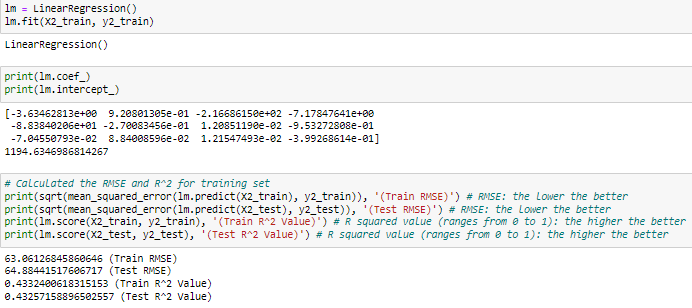 lm = LinearRegression()
lm.fit(X2_train, y2_train)
LinearRegression()
print(lm.coef_)
print(lm.intercept_)
[-3.63462813e+00  9.20801305e-01 -2.16686150e+02 -7.17847641e+00
 -8.83840206e+01 -2.70083456e-01  1.20851190e-02 -9.53272808e-01
 -7.04550793e-02  8.84008596e-02  1.21547493e-02 -3.99268614e-01]
1194.6346986814267
# Calculated the RMSE and R^2 for training set
print(sqrt(mean_squared_error(lm.predict(X2_train), y2_train)), '(Train RMSE)') # RMSE: the lower the better
print(sqrt(mean_squared_error(lm.predict(X2_test), y2_test)), '(Test RMSE)') # RMSE: the Lower the better
print(lm.score(X2_train, y2_train), '(Train R^2 Value)') # R squared value (ranges from 0 to 1): the higher the better
print(lm.score(X2_test, y2_test), '(Test R^2 Value)') # R squared value (ranges from 0 to 1): the higher the better
63.06126845860646 (Train RMSE)
64.88441517606717 (Test RMSE)
0.4332400618315153 (Train R^2 Value)
0.43257158896502557 (Test R^2 Value)